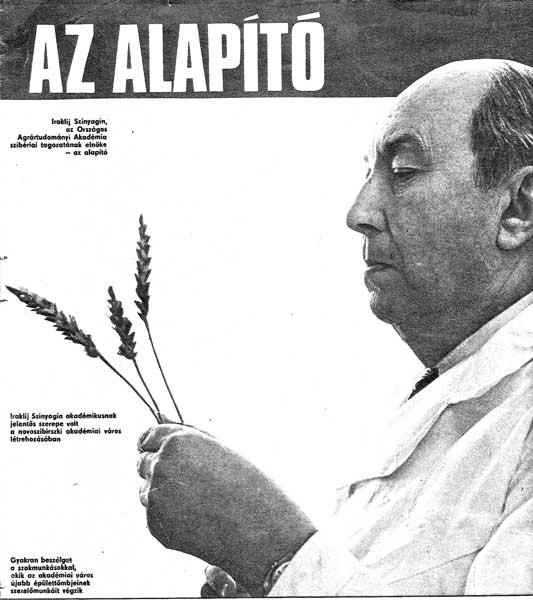 AZ ALAPÍTÓ
Iraklij Szinyagin,
az Országos
Agrártudományi Akadémia
szibériai tagozatának elnöke
– az alapító
Iraklij Szinyagin akadémikusnak
jelentős szerepe volt
a novoszibirszki akadémiai város
létrehozásában
Gyakran beszélget
a szakmunkásokkal,
akik az akadémiai város
újabb épülettömbjeinek
szerelőmunkáit végzik